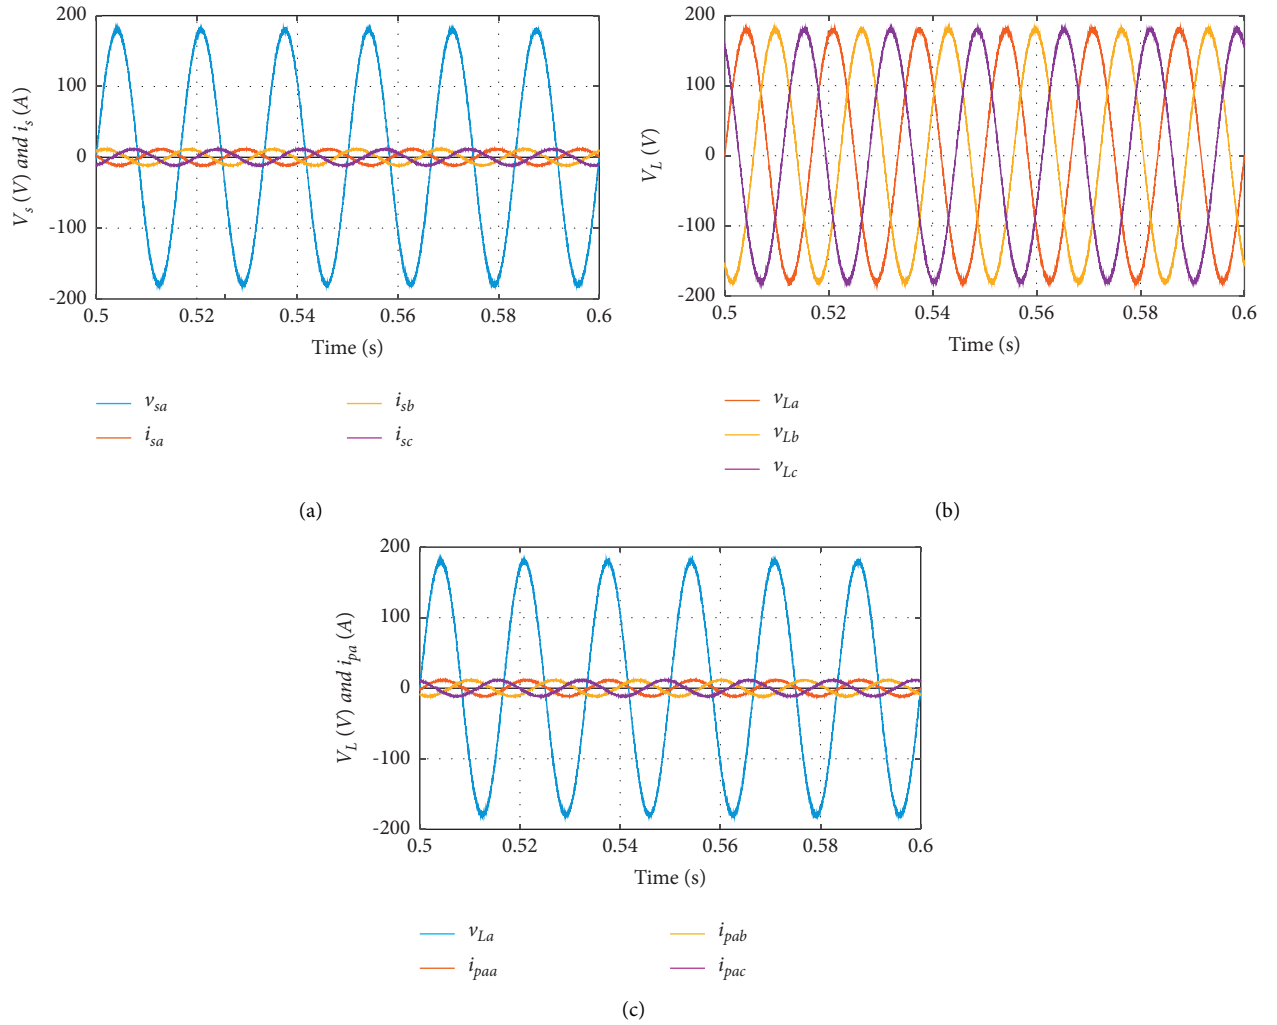 200
100
0
-100
-200
V_s (V) and i_s (A)
0.5 0.52 0.54 0.56 0.58 0.6
Time (s)
v_sa i_sb
i_sa i_sc
(a)
200
100
0
-100
-200
V_L (V)
0.5 0.52 0.54 0.56 0.58 0.6
Time (s)
v_La
v_Lb
v_Lc
(b)
200
100
0
-100
-200
V_L (V) and i_pa (A)
0.5 0.52 0.54 0.56 0.58 0.6
Time (s)
v_La i_pab
i_paa i_pac
(c)